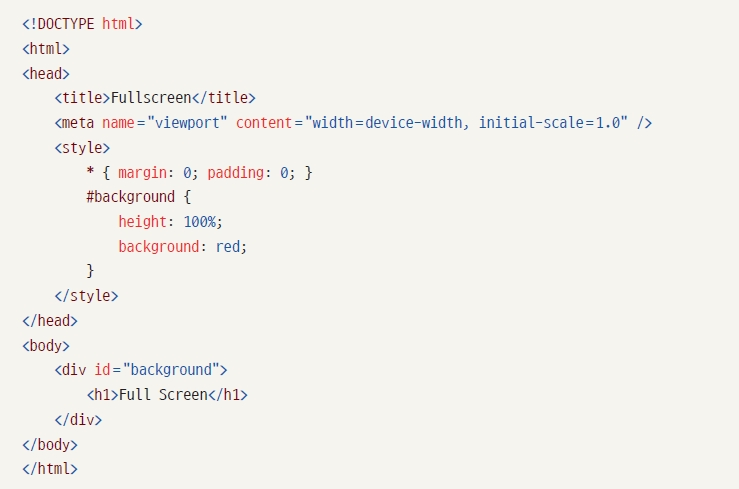 <!DOCTYPE html>
<html>
<head>
    <title>Fullscreen</title>
    <meta name="viewport" content="width=device-width, initial-scale=1.0" />
    <style>
        * { margin: 0; padding: 0; }
        #background {
            height: 100%;
            background: red;
        }
    </style>
</head>
<body>
    <div id="background">
        <h1>Full Screen</h1>
    </div>
</body>
</html>